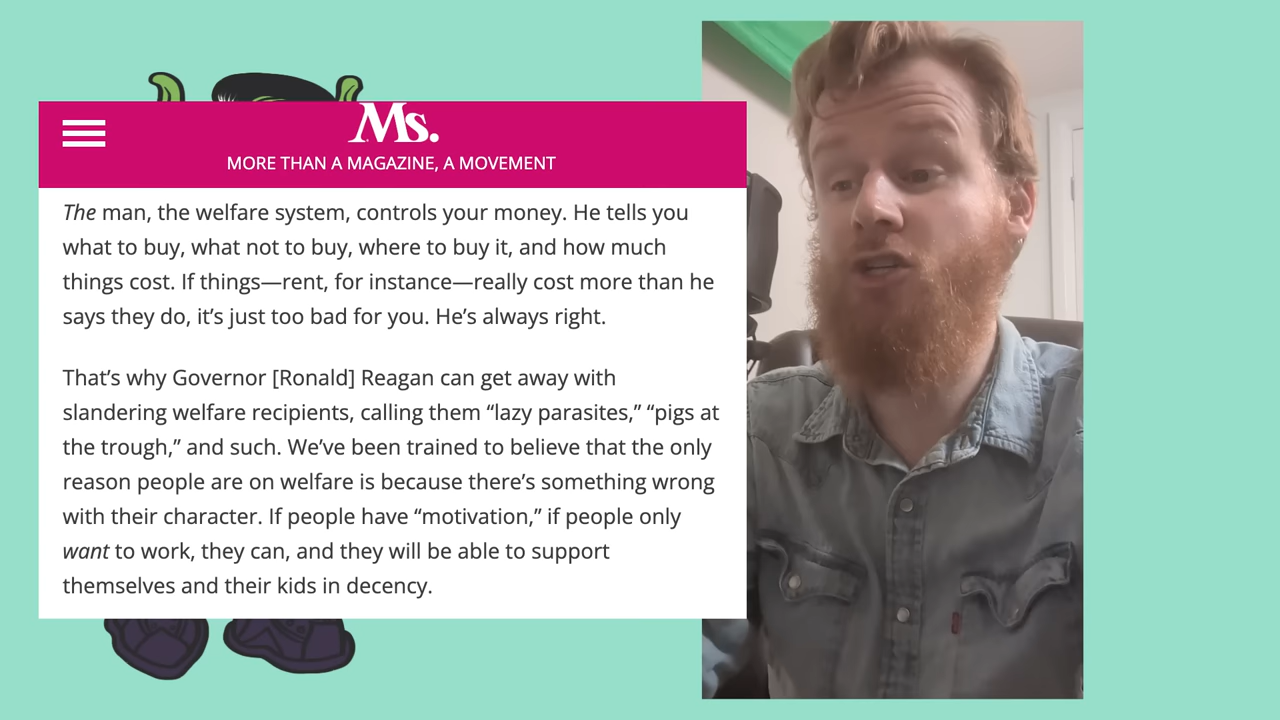 Ms.
MORE THAN A MAGAZINE, A MOVEMENT
The man, the welfare system, controls your money. He tells you
what to buy, what not to buy, where to buy it, and how much
things cost. If things—rent, for instance—really cost more than he
says they do, it’s just too bad for you. He’s always right.
That’s why Governor [Ronald] Reagan can get away with
slandering welfare recipients, calling them “lazy parasites,” “pigs at
the trough,” and such. We’ve been trained to believe that the only
reason people are on welfare is because there’s something wrong
with their character. If people have “motivation,” if people only
want to work, they can, and they will be able to support
themselves and their kids in decency.